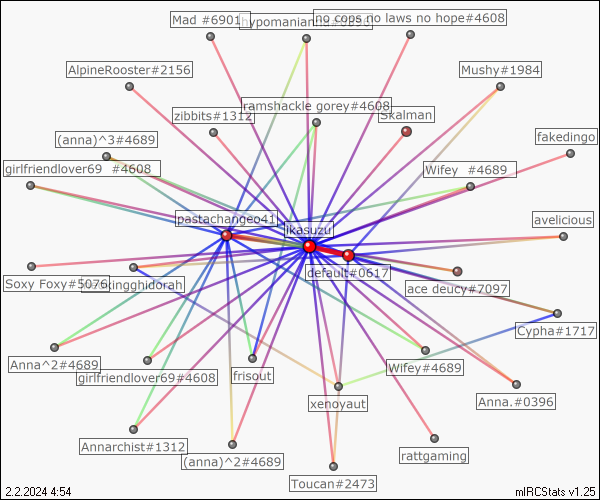 Mad #6901
no cops no laws no hope#4608
AlpineRooster#2156
Mushy#1984
zibbits#1312
ramshackle gorey#4608
Skalman
(anna)^3#4689
fakedingo
girlfriendlover69 #4608
Wifey #4689
pastachangeo41
likasuzu
avelicious
default#0617
Soxy Foxy#5076
ace deucy#7097
Cypha#1717
Anna^2#4689
girlfriendlover69#4608
frisout
Wifey#4689
xenoyaut
Anna.#0396
Annarchist#1312
(anna)^2#4689
rattgaming
Toucan#2473
2.2.2024 4:54
mIRCStats v1.25